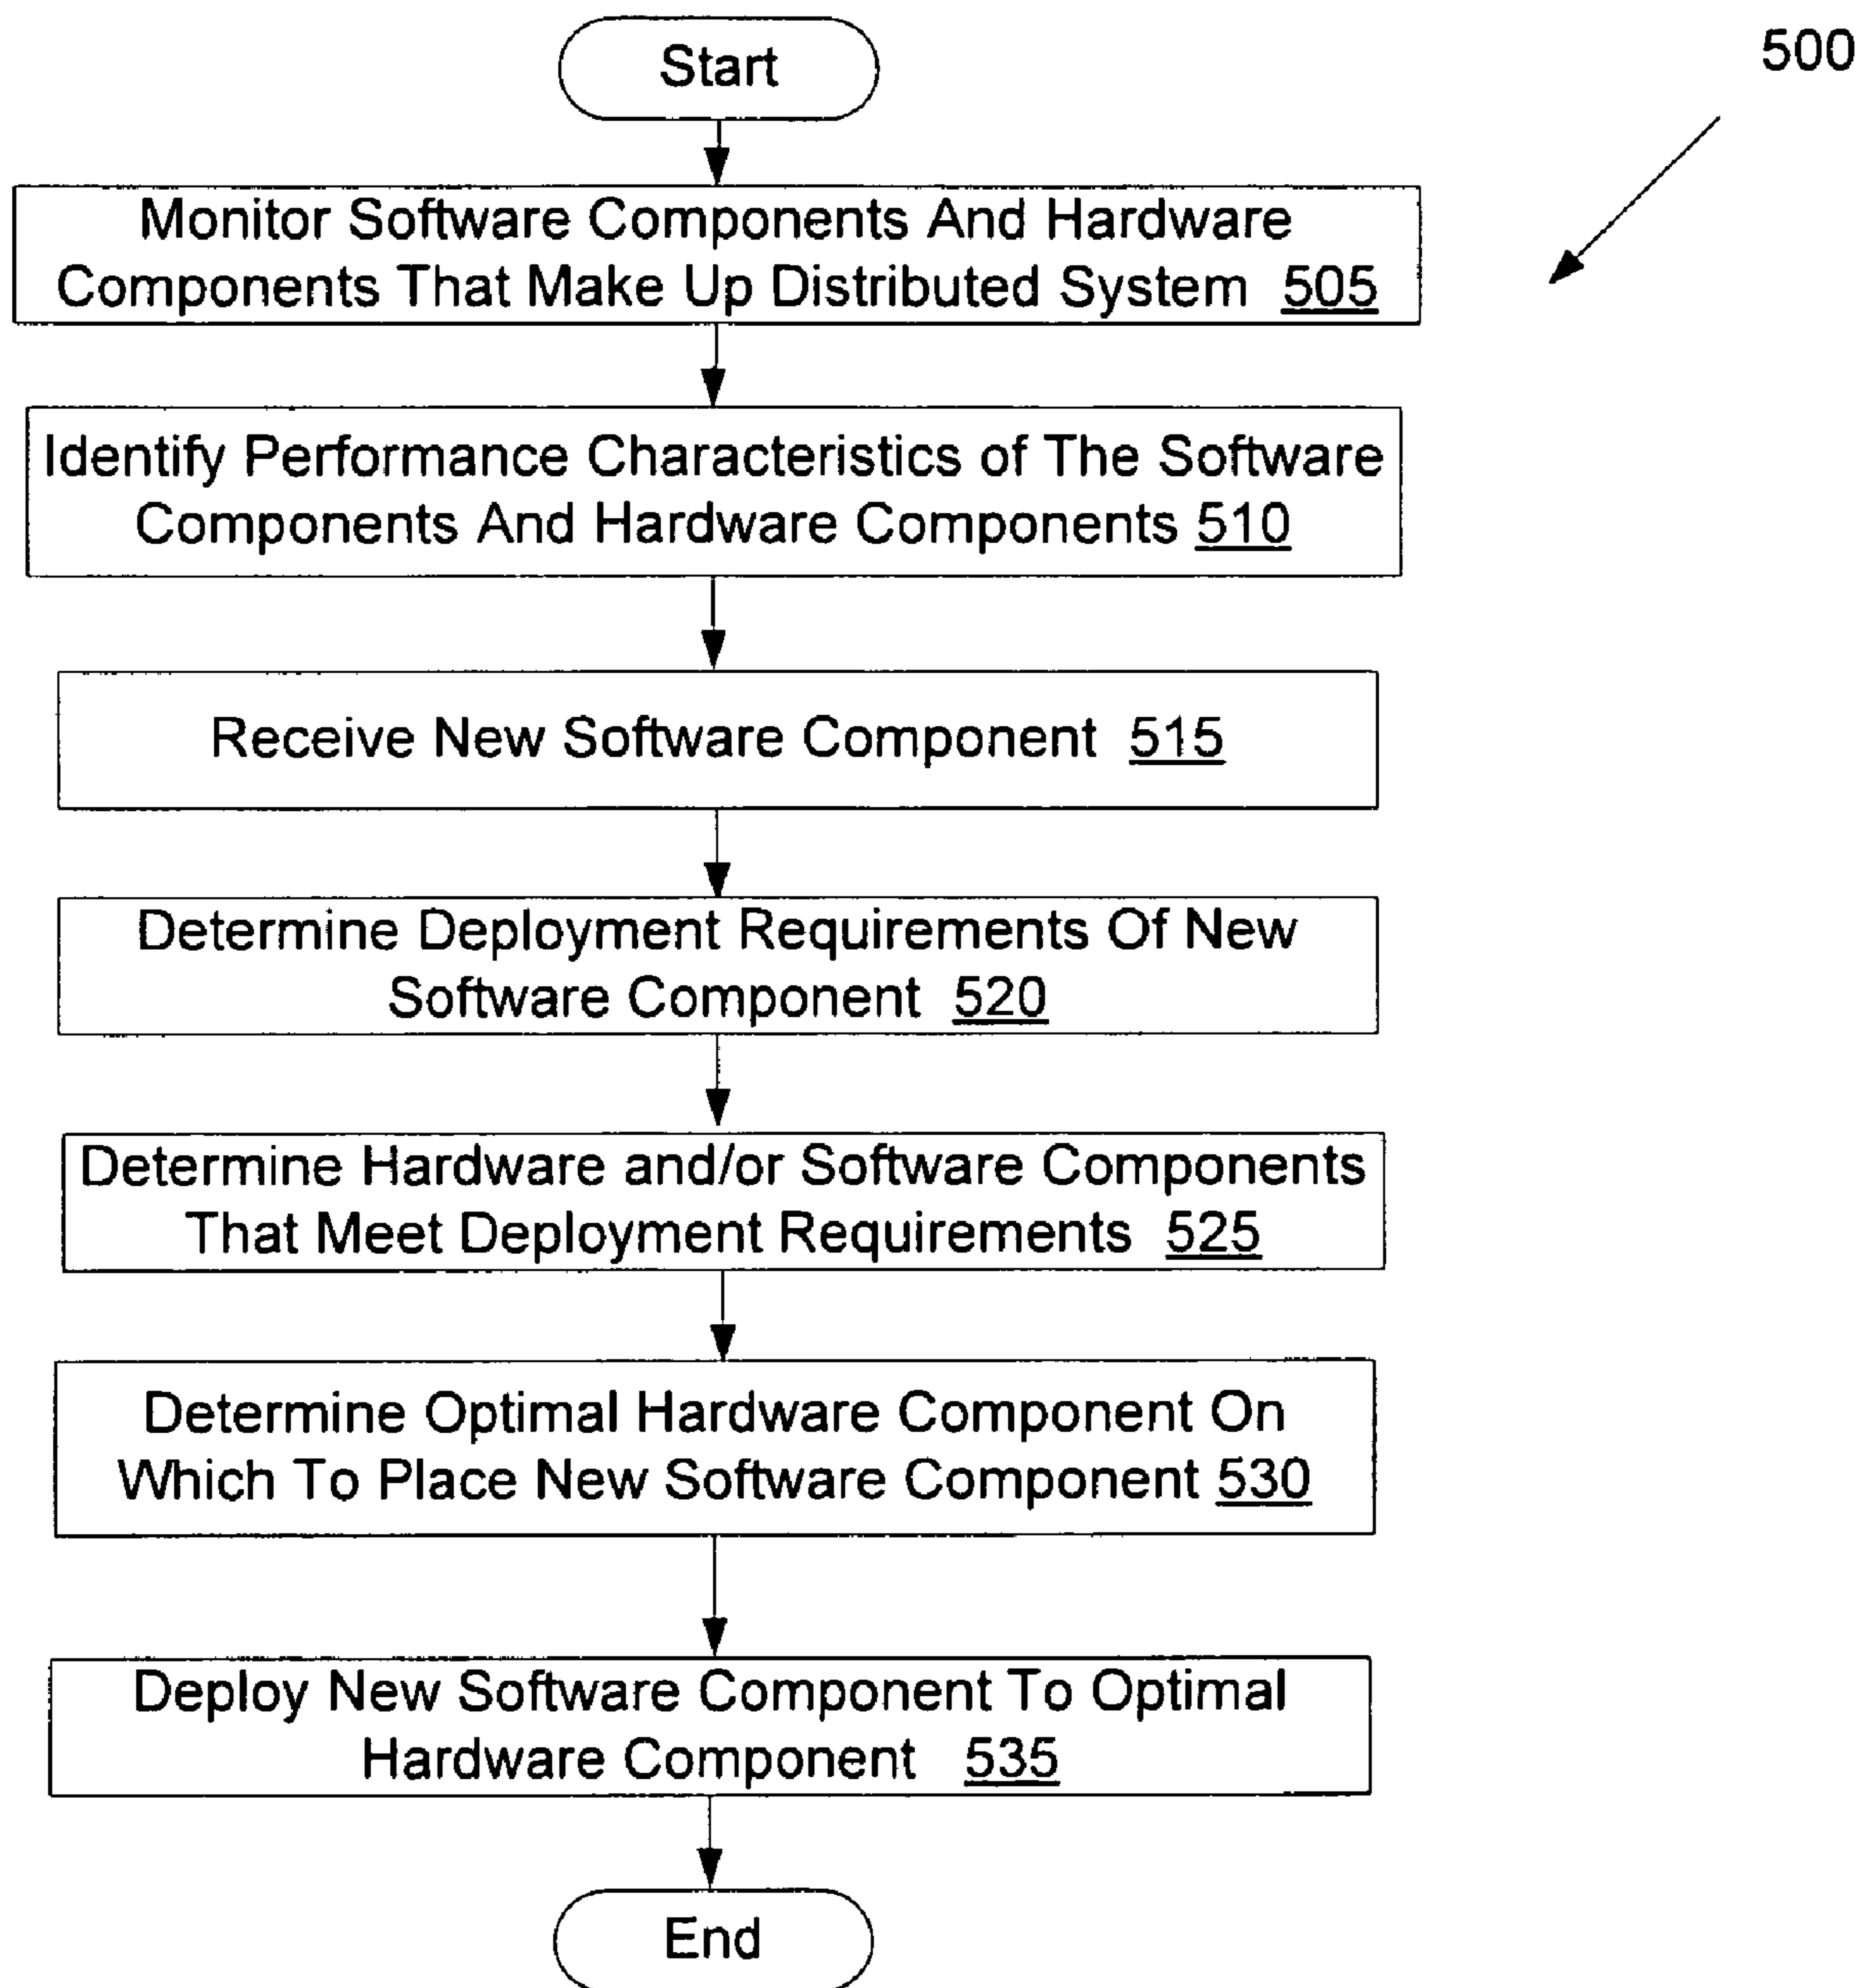 Start
500
Monitor Software Components And Hardware
Components That Make Up Distributed System 505
Identify Performance Characteristics of The Software
Components And Hardware Components 510
Receive New Software Component 515
Determine Deployment Requirements Of New
Software Component 520
Determine Hardware and/or Software Components
That Meet Deployment Requirements 525
Determine Optimal Hardware Component On
Which To Place New Software Component 530
Deploy New Software Component To Optimal
Hardware Component 535
End